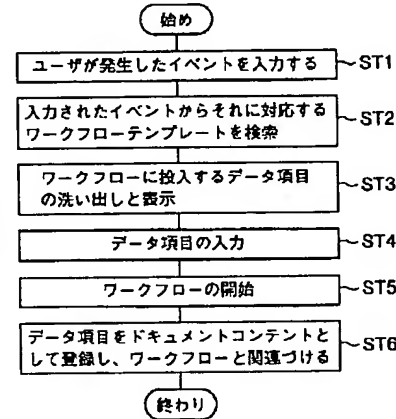 始め
ユーザが発生したイベントを入力する
ST1
入力されたイベントからそれに対応する
ワークフローテンプレートを検索
ST2
ワークフローに投入するデータ項目
の洗い出しと表示
ST3
データ項目の入力
ST4
ワークフローの開始
ST5
データ項目をドキュメントコンテントと
して登録し、ワークフローと関連づける
ST6
終わり